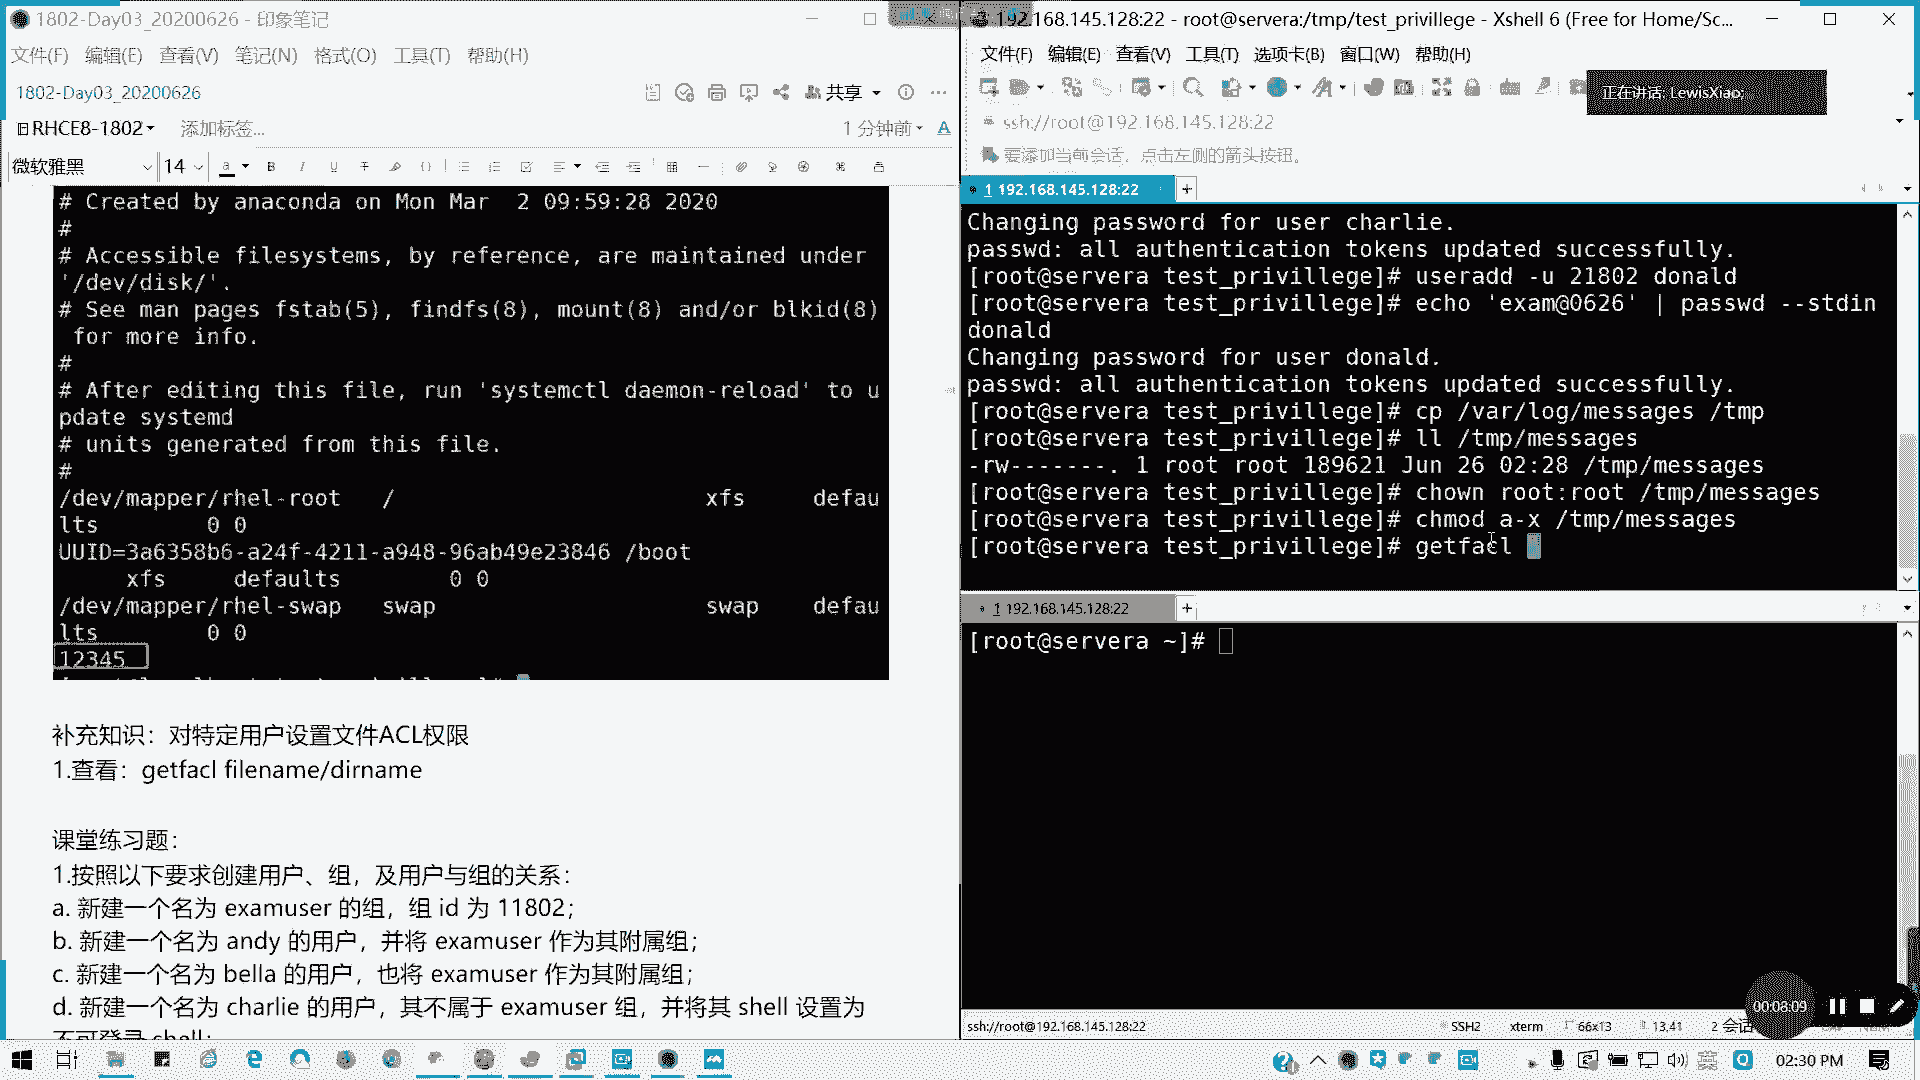 1802-Day03_20200626 - 印象笔记
文件(F) 编辑(E) 查看(V) 笔记(N) 格式(O) 工具(T) 帮助(H)
1802-Day03_20200626
共享
RHCE8-1802
添加标签...
1 分钟前
微软雅黑 14
# Created by anaconda on Mon Mar  2 09:59:28 2020
#
# Accessible filesystems, by reference, are maintained under
'/dev/disk/'.
# See man pages fstab(5), findfs(8), mount(8) and/or blkid(8)
 for more info.
#
# After editing this file, run 'systemctl daemon-reload' to u
pdate systemd
# units generated from this file.
#
/dev/mapper/rhel-root   /                       xfs     defau
lts        0 0
UUID=3a6358b6-a24f-4211-a948-96ab49e23846 /boot
     xfs     defaults        0 0
/dev/mapper/rhel-swap   swap                    swap    defau
lts        0 0
12345
补充知识：对特定用户设置文件ACL权限
1.查看：getfacl filename/dirname
课堂练习题：
1.按照以下要求创建用户、组，及用户与组的关系：
a. 新建一个名为 examuser 的组，组 id 为 11802；
b. 新建一个名为 andy 的用户，并将 examuser 作为其附属组；
c. 新建一个名为 bella 的用户，也将 examuser 作为其附属组；
d. 新建一个名为 charlie 的用户，其不属于 examuser 组，并将其 shell 设置为
不可登录 shell；
192.168.145.128:22 - root@servera:/tmp/test_privillege - Xshell 6 (Free for Home/Sc...
文件(F) 编辑(E) 查看(V) 工具(T) 选项卡(B) 窗口(W) 帮助(H)
正在讲话: LewisXiao;
ssh://root@192.168.145.128:22
要添加当前会话，点击左侧的箭头按钮。
1 192.168.145.128:22
Changing password for user charlie.
passwd: all authentication tokens updated successfully.
[root@servera test_privillege]# useradd -u 21802 donald
[root@servera test_privillege]# echo 'exam@0626' | passwd --stdin
donald
Changing password for user donald.
passwd: all authentication tokens updated successfully.
[root@servera test_privillege]# cp /var/log/messages /tmp
[root@servera test_privillege]# ll /tmp/messages
-rw-------. 1 root root 189621 Jun 26 02:28 /tmp/messages
[root@servera test_privillege]# chown root:root /tmp/messages
[root@servera test_privillege]# chmod a-x /tmp/messages
[root@servera test_privillege]# getfacl
1 192.168.145.128:22
[root@servera ~]#
00:08:09
ssh://root@192.168.145.128:22 SSH2 xterm 66x13 13,41 2 会话
02:30 PM